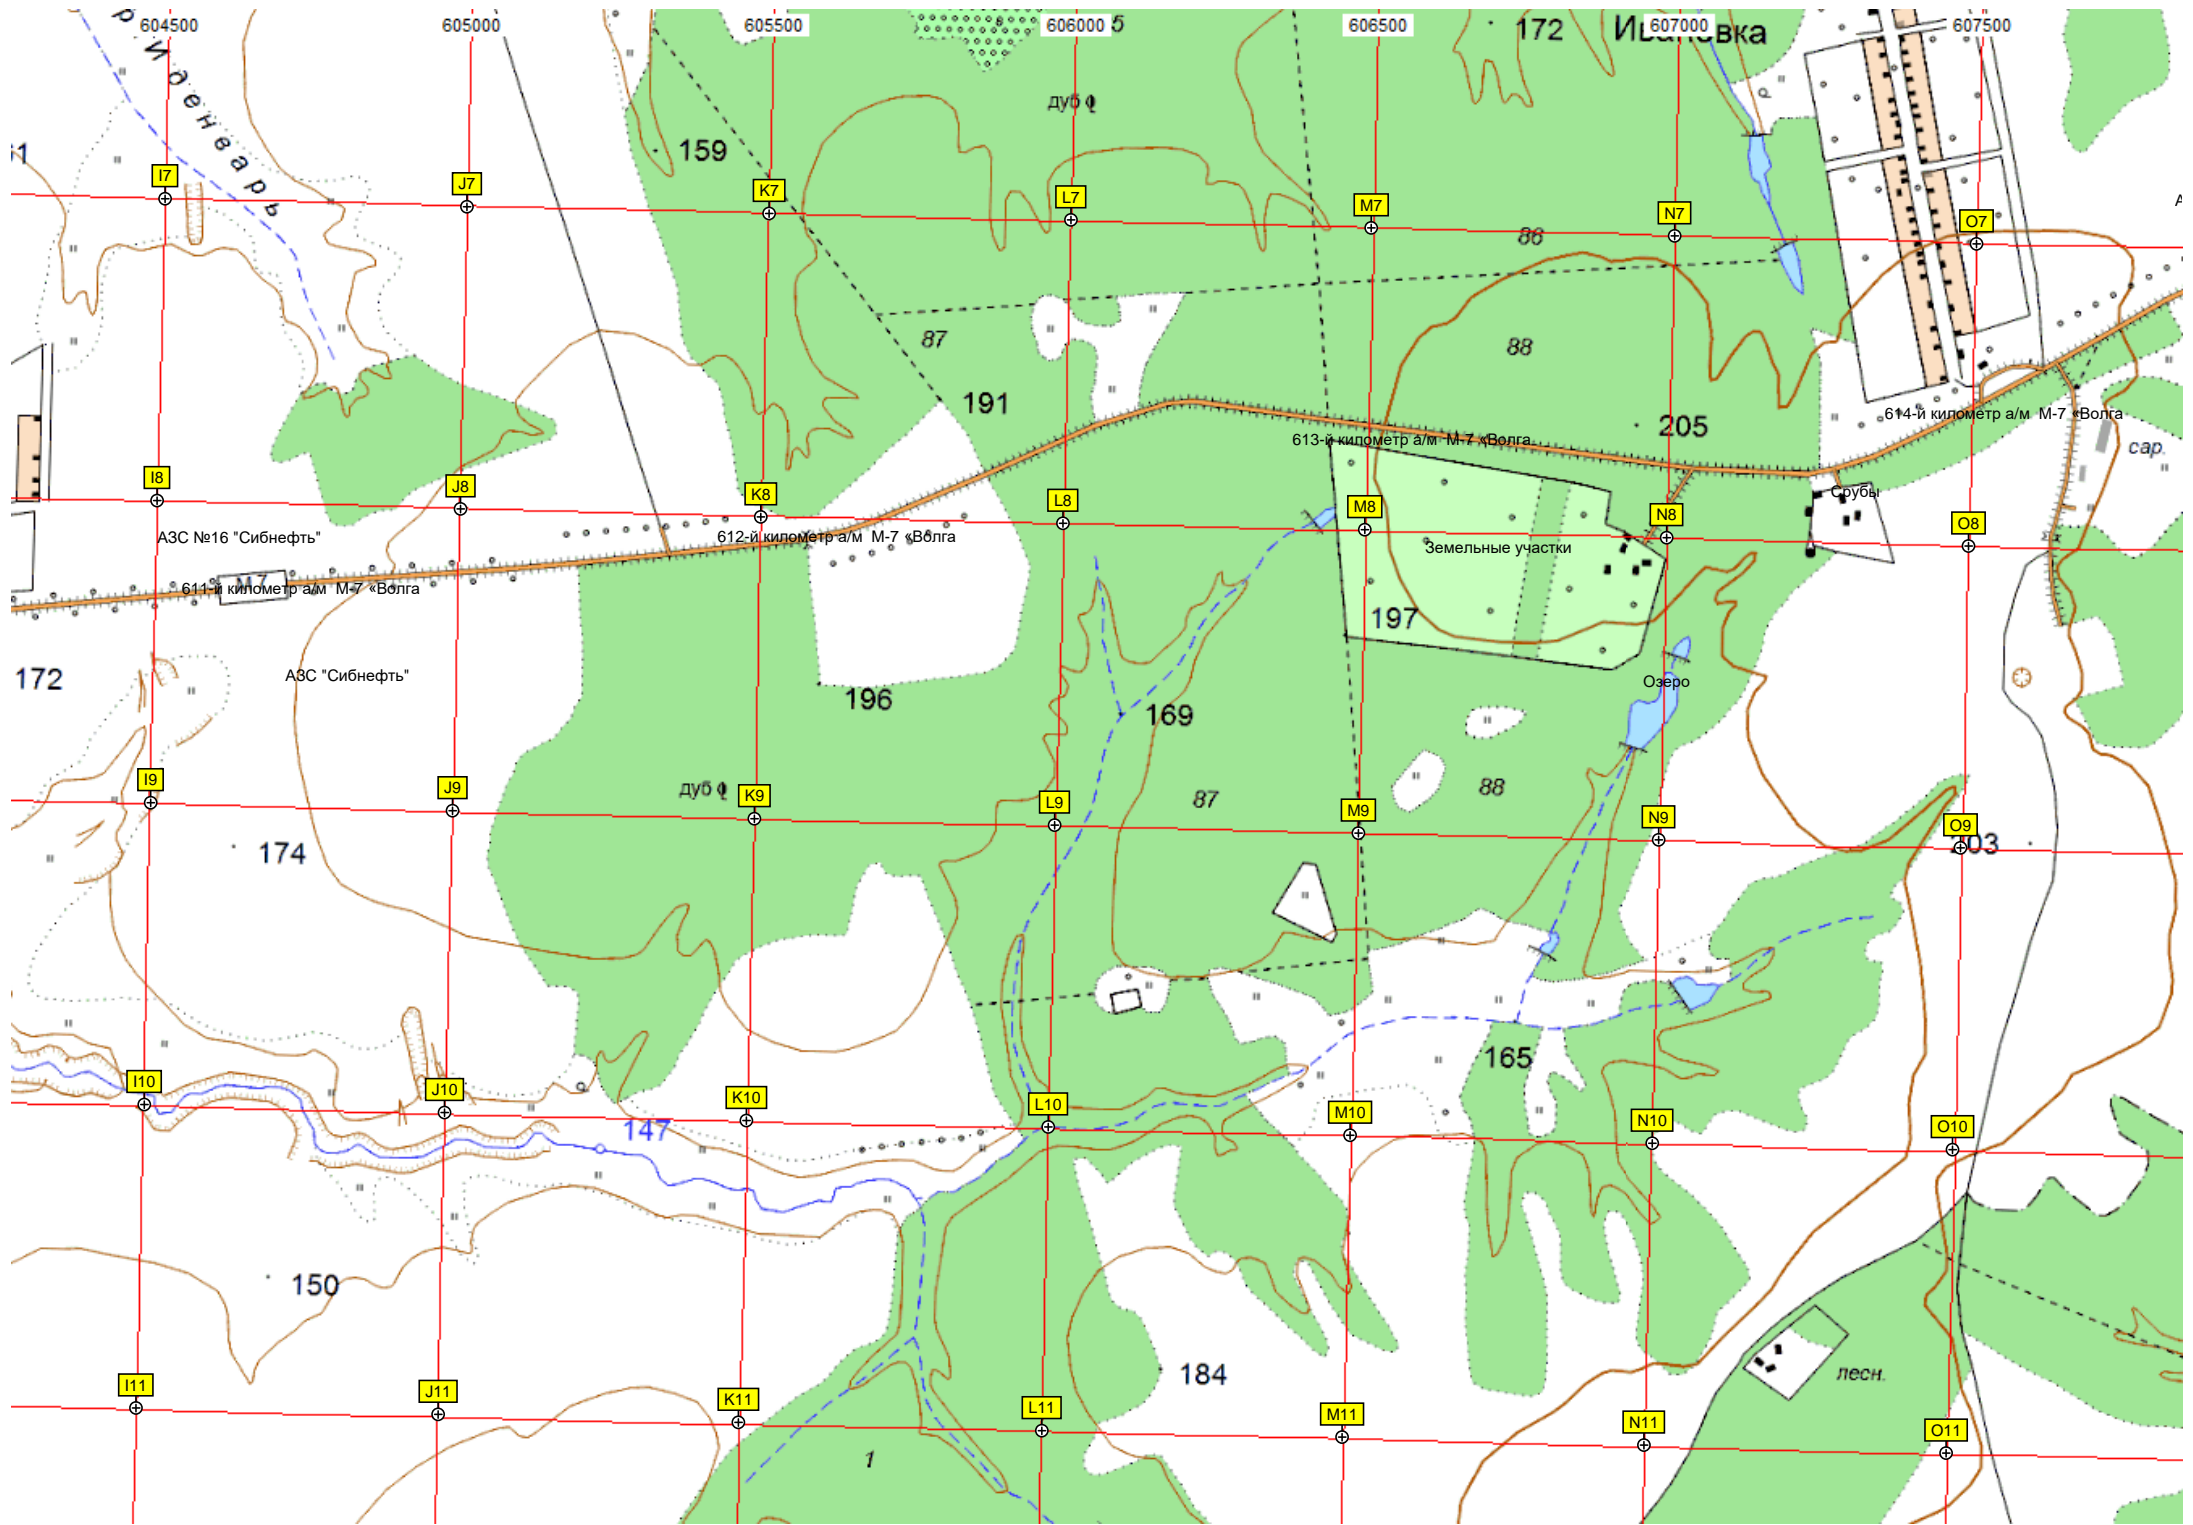 604500 605000 605500 606000 606500 607000 607500
172
Ивановка
Иденварь
дуб
159
I7 J7 K7 L7 M7 N7 O7
86
87
88
191
205
614-й километр а/м М-7 «Волга
613-й километр а/м М-7 «Волга
сар.
I8 J8 K8 L8 M8 N8 O8
Срубы
АЗС №16 "Сибнефть"
612-й километр а/м М-7 «Волга
Земельные участки
М 7
611-й километр а/м М-7 «Волга
197
172
АЗС "Сибнефть"
Озеро
196
169
дуб
87
88
I9 J9 K9 L9 M9 N9 O9
174
203
165
I10 J10 K10 L10 M10 N10 O10
147
150
184
лесн.
I11 J11 K11 L11 M11 N11 O11
1